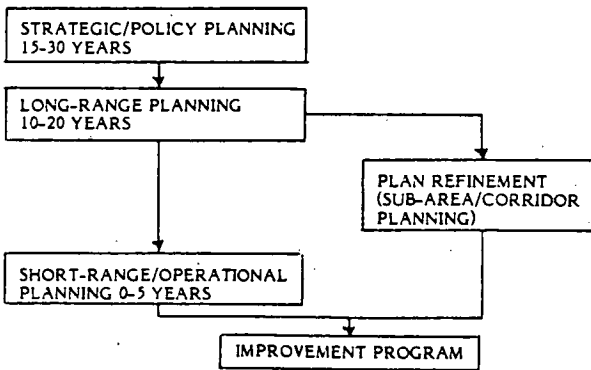 STRATEGIC/POLICY PLANNING
15-30 YEARS
LONG-RANGE PLANNING
10-20 YEARS
PLAN REFINEMENT
(SUB-AREA/CORRIDOR
PLANNING)
SHORT-RANGE/OPERATIONAL
PLANNING 0-5 YEARS
IMPROVEMENT PROGRAM